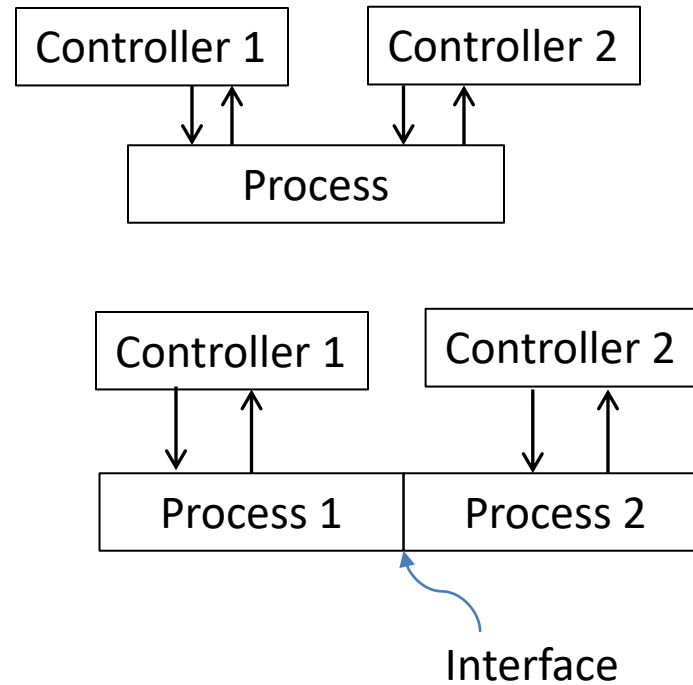 Controller 1
Controller 2
Process
Controller 1
Controller 2
Process 1
Process 2
Interface